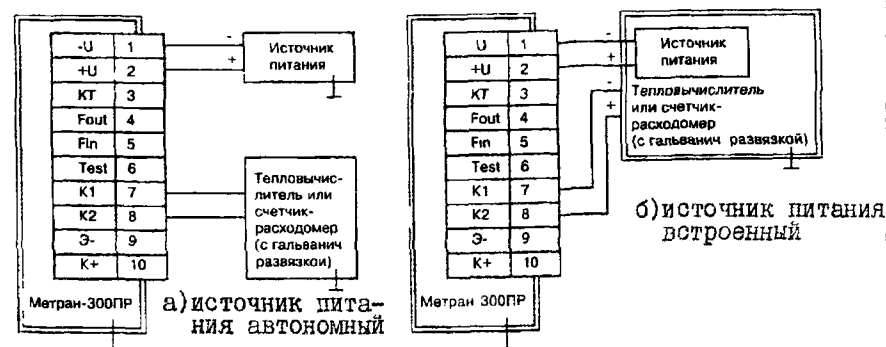 -U 1
+U 2
КТ 3
Fout 4
Fin 5
Test 6
К1 7
К2 8
Э- 9
К+ 10
Метран-300ПР
- 
+
Источник
питания
Тепловычис-
литель или
счетчик-
расходомер
(с гальванич
развязкой)
а)источник пита-
ния автономный
U 1
+U 2
КТ 3
Fout 4
Fin 5
Test 6
К1 7
К2 8
Э- 9
К+ 10
Метран 300ПР
-
+
-
+
Источник
питания
Тепловычислитель
или счетчик-
расходомер
(с гальванич развязкой)
б)источник питания
встроенный